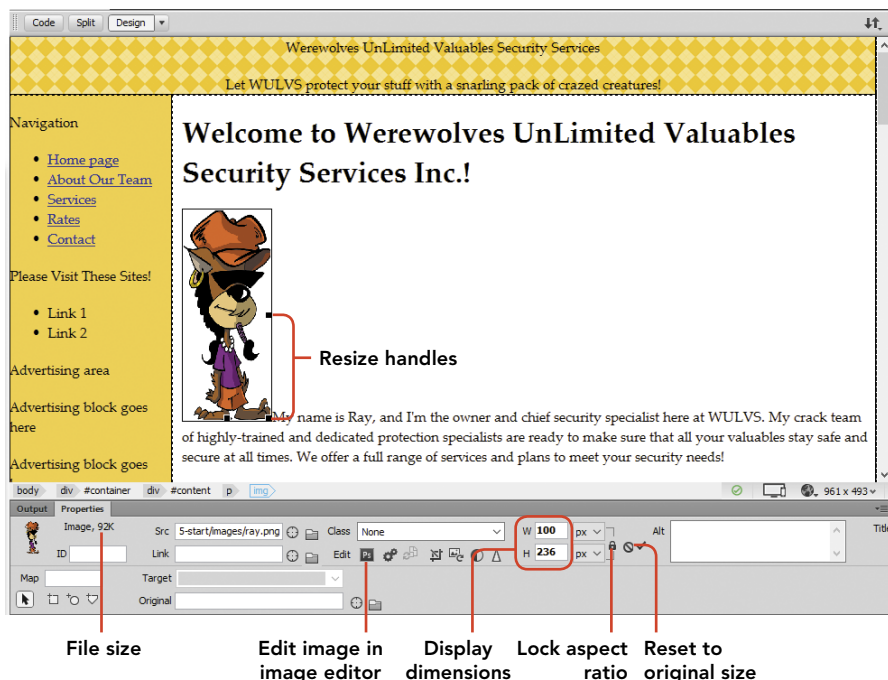 Code Split Design
Werewolves UnLimited Valuables Security Services
Let WULVS protect your stuff with a snarling pack of crazed creatures!
Navigation
• Home page
• About Our Team
• Services
• Rates
• Contact
Please Visit These Sites!
• Link 1
• Link 2
Advertising area
Advertising block goes
here
Advertising block goes
Welcome to Werewolves UnLimited Valuables
Security Services Inc.!
Resize handles
My name is Ray, and I'm the owner and chief security specialist here at WULVS. My crack team
of highly-trained and dedicated protection specialists are ready to make sure that all your valuables stay safe and
secure at all times. We offer a full range of services and plans to meet your security needs!
body div #container div #content p img 961 x 493
Output Properties
Image, 92K Src 5-start/images/ray.png Class None W 100 px Alt Title
ID Link Edit Ps H 236 px
Map Target
Original
File size
Edit image in
image editor
Display
dimensions
Lock aspect
ratio
Reset to
original size